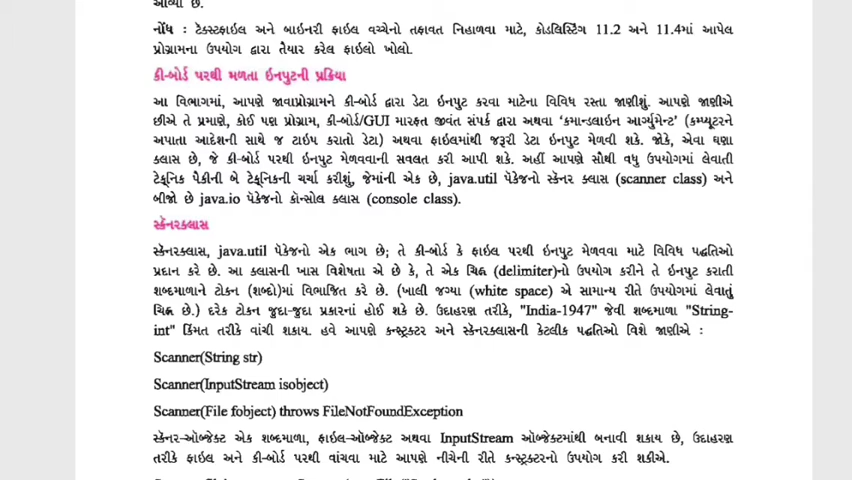 નોંધ : ટૅક્સ્ટફાઇલ અને બાઇનરી ફાઇલ વચ્ચેનો તફાવત નિહાળવા માટે, કોડલિસ્ટિંગ 11.2 અને 11.4માં આપેલ
પ્રોગ્રામના ઉપયોગ દ્વારા તૈયાર કરેલ ફાઇલો ખોલો.
કી-બોર્ડ પરથી મળતા ઇનપુટની પ્રક્રિયા
આ વિભાગમાં, આપણે જાવાપ્રોગ્રામને કી-બોર્ડ દ્વારા ડેટા ઇનપુટ કરવા માટેના વિવિધ રસ્તા જાણીશું. આપણે જાણીએ
છીએ તે પ્રમાણે, કોઈ પણ પ્રોગ્રામ, કી-બોર્ડ/GUI મારફત જીવંત સંપર્ક દ્વારા અથવા ‘કમાન્ડલાઇન આર્ગ્યુમેન્ટ’ (કમ્પ્યૂટરને
અપાતા આદેશની સાથે જ ટાઇપ કરાતો ડેટા) અથવા ફાઇલમાંથી જરૂરી ડેટા ઇનપુટ મેળવી શકે. જોકે, એવા ઘણા
ક્લાસ છે, જે કી-બોર્ડ પરથી ઇનપુટ મેળવવાની સવલત કરી આપી શકે. અહીં આપણે સૌથી વધુ ઉપયોગમાં લેવાતી
ટેક્નિક પૈકીની બે ટેક્નિકની ચર્ચા કરીશું, જેમાંની એક છે, java.util પૅકેજનો સ્કૅનર ક્લાસ (scanner class) અને
બીજો છે java.io પૅકેજનો કૉન્સોલ ક્લાસ (console class).
સ્કૅનરક્લાસ
સ્કૅનરક્લાસ, java.util પૅકેજનો એક ભાગ છે; તે કી-બોર્ડ કે ફાઇલ પરથી ઇનપુટ મેળવવા માટે વિવિધ પદ્ધતિઓ
પ્રદાન કરે છે. આ ક્લાસની ખાસ વિશેષતા એ છે કે, તે એક ચિહ્ન (delimiter)નો ઉપયોગ કરીને તે ઇનપુટ કરાતી
શબ્દમાળાને ટોકન (શબ્દો)માં વિભાજિત કરે છે. (ખાલી જગ્યા (white space) એ સામાન્ય રીતે ઉપયોગમાં લેવાતું
ચિહ્ન છે.) દરેક ટોકન જુદા-જુદા પ્રકારનાં હોઈ શકે છે. ઉદાહરણ તરીકે, "India-1947" જેવી શબ્દમાળા "String-
int" કિંમત તરીકે વાંચી શકાય. હવે આપણે કન્સ્ટ્રક્ટર અને સ્કૅનરક્લાસની કેટલીક પદ્ધતિઓ વિશે જાણીએ :
Scanner(String str)
Scanner(InputStream isobject)
Scanner(File fobject) throws FileNotFoundException
સ્કૅનર-ઑબ્જેક્ટ એક શબ્દમાળા, ફાઇલ-ઑબ્જેક્ટ અથવા InputStream ઑબ્જેક્ટમાંથી બનાવી શકાય છે, ઉદાહરણ
તરીકે ફાઇલ અને કી-બોર્ડ પરથી વાંચવા માટે આપણે નીચેની રીતે કન્સ્ટ્રક્ટરનો ઉપયોગ કરી શકીએ.